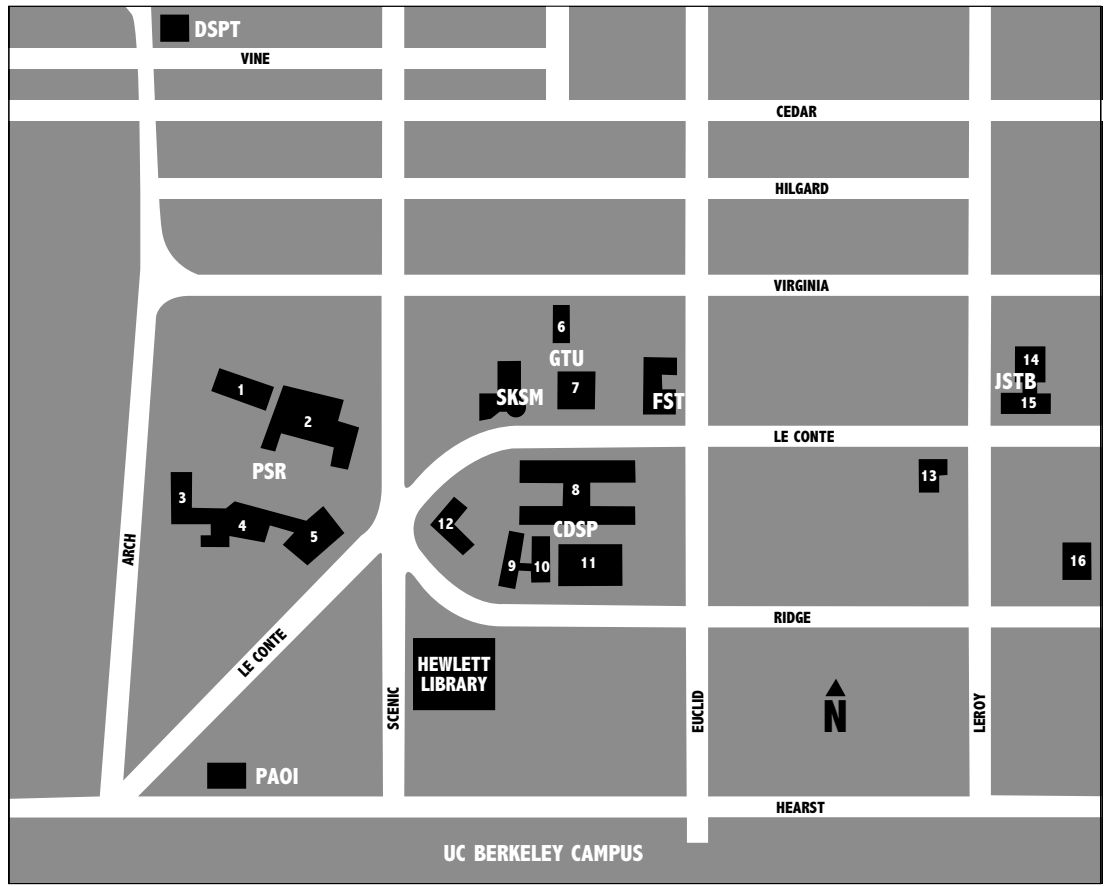 DSPT
VINE
CEDAR
HILGARD
VIRGINIA
6
GTU
7
SKSM
FST
14
JSTB
15
1
2
LE CONTE
PSR
3
4
5
8
CDSP
12
9
10
11
13
16
ARCH
RIDGE
LE CONTE
HEWLETT
LIBRARY
SCENIC
EUCLID
N
LEROY
PAOI
HEARST
UC BERKELEY CAMPUS